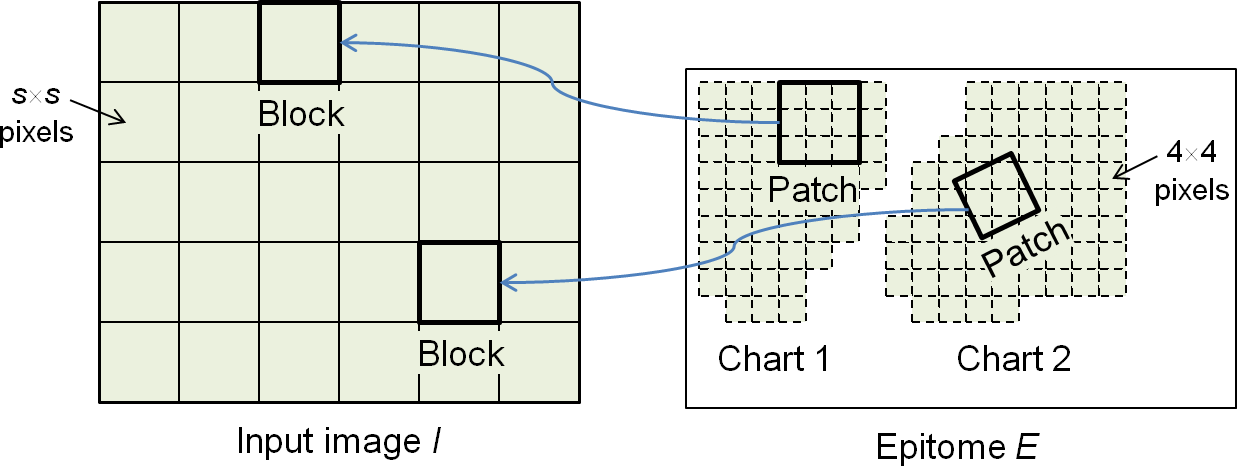 s×s
pixels
Block
Block
Input image I
Patch
Patch
4×4
pixels
Chart 1
Chart 2
Epitome E